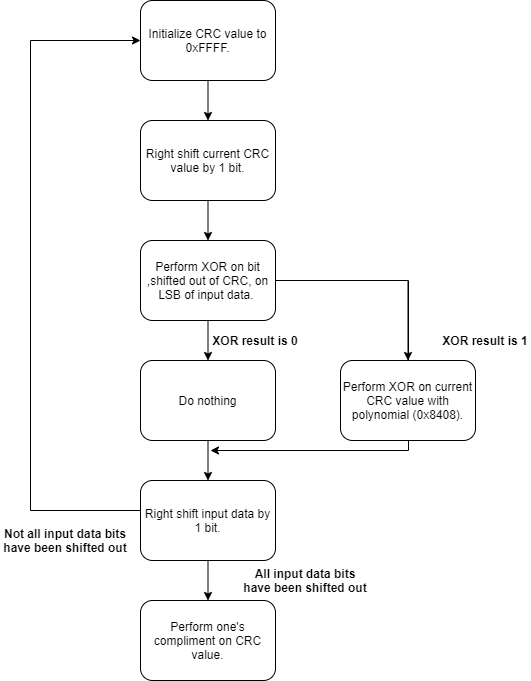 Initialize CRC value to
0xFFFF.
Right shift current CRC
value by 1 bit.
Perform XOR on bit
,shifted out of CRC, on
LSB of input data.
XOR result is 0
XOR result is 1
Do nothing
Perform XOR on current
CRC value with
polynomial (0x8408).
Right shift input data by
1 bit.
Not all input data bits
have been shifted out
All input data bits
have been shifted out
Perform one's
compliment on CRC
value.